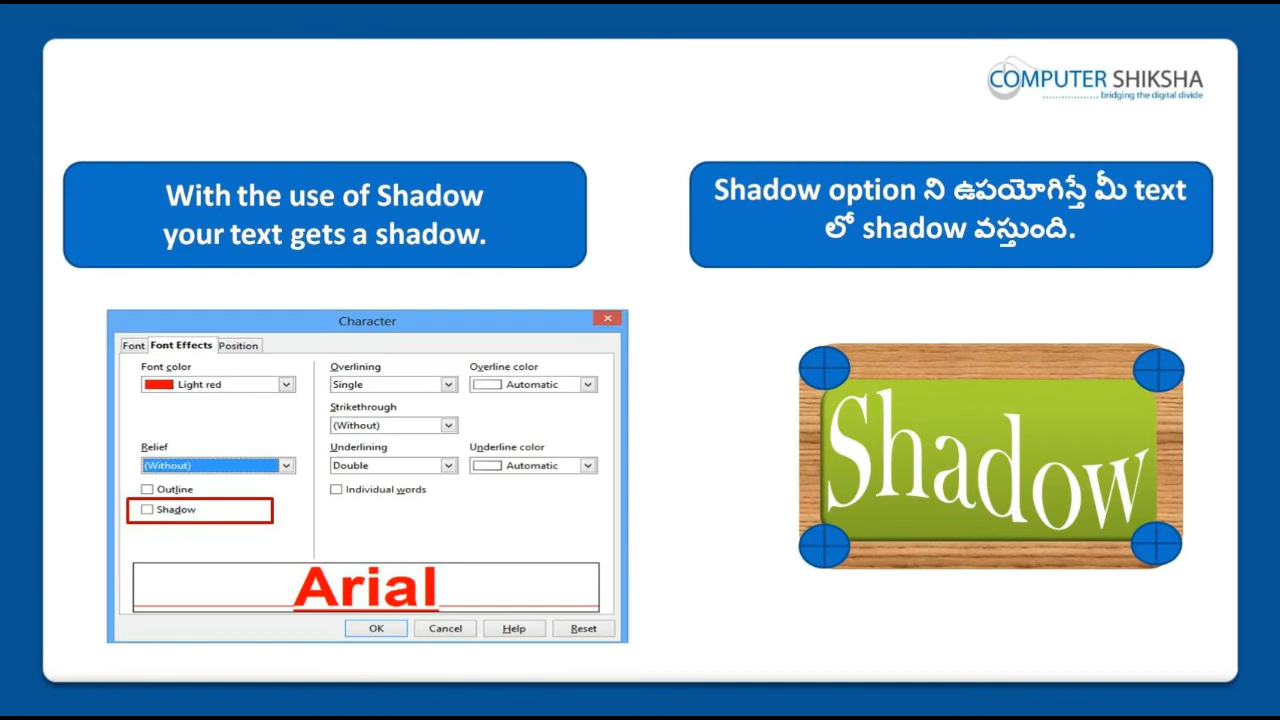 COMPUTER SHIKSHA
bridging the digital divide
With the use of Shadow
your text gets a shadow.
Shadow option ని ఉపయోగిస్తే మీ text
లో shadow వస్తుంది.
Character
Font Font Effects Position
Font color
Light red
Overlining
Single
Overline color
Automatic
Strikethrough
(Without)
Relief
(Without)
Underlining
Double
Underline color
Automatic
Outline
Individual words
Shadow
Arial
OK Cancel Help Reset
Shadow